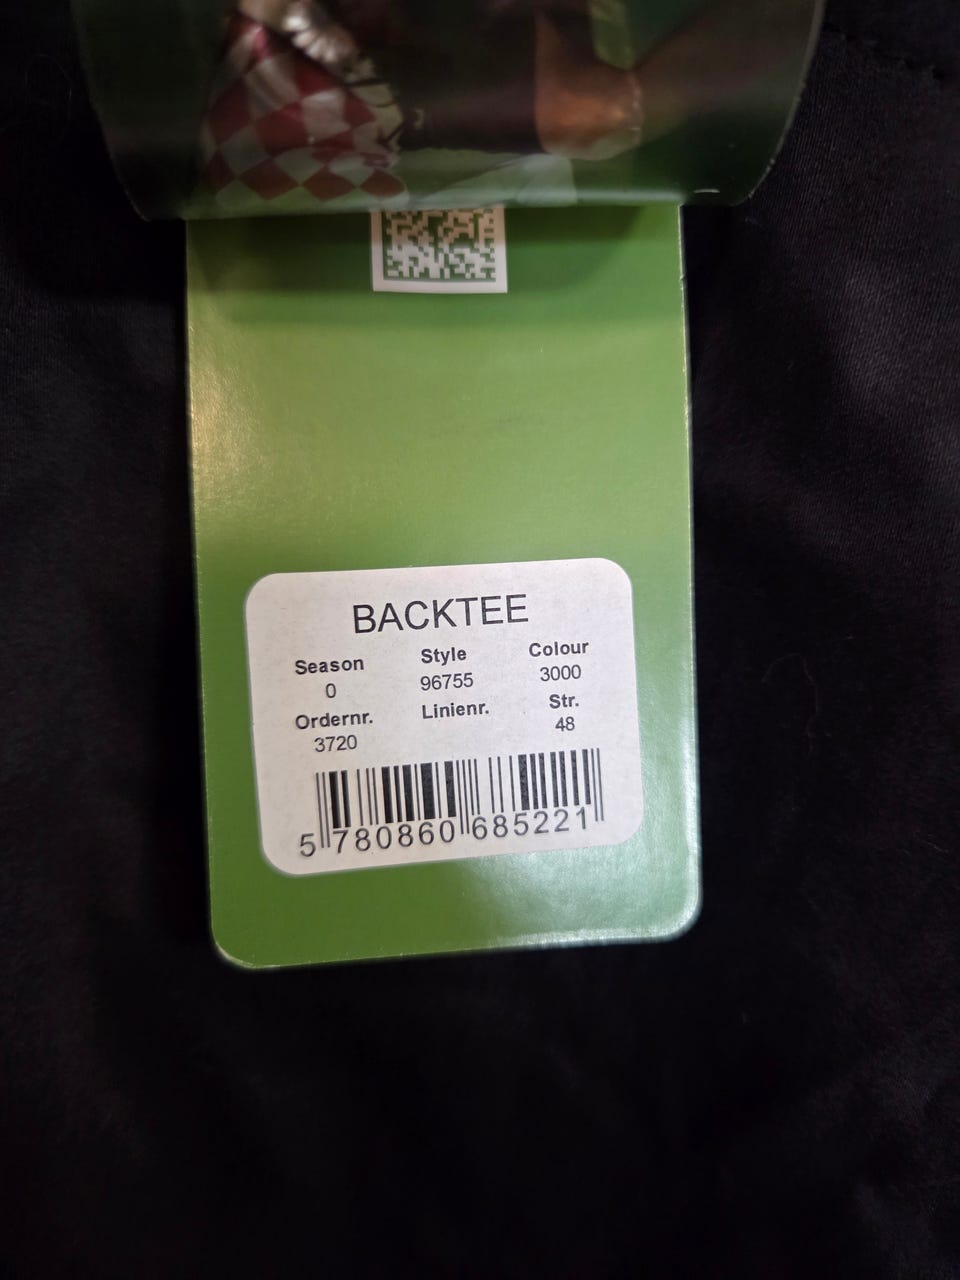 BACKTEE
Season Style Colour
0 96755 3000
Ordernr. Linienr. Str.
3720 48
5 780860 685221